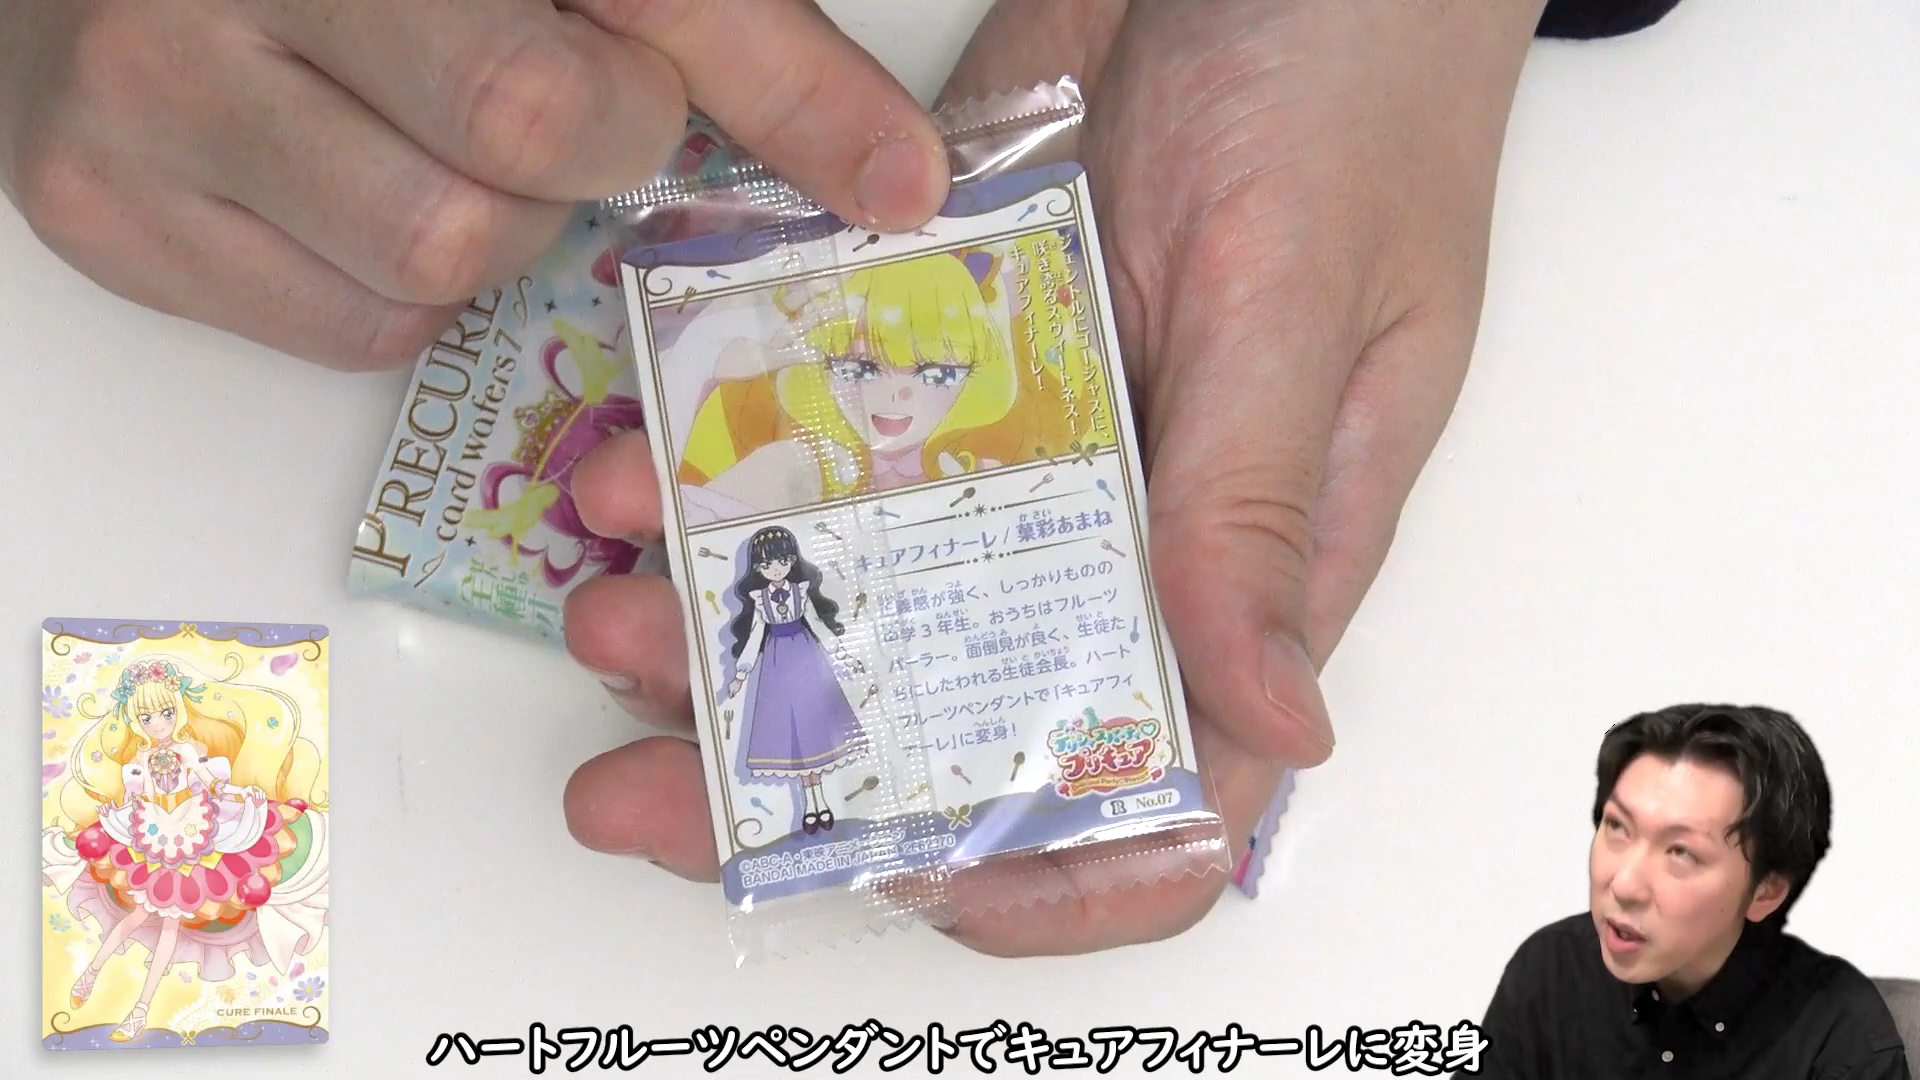 PRECURE
card wafers 7
ジェントルにゴージャスに、
咲き誇るスウィートネス!
キュアフィナーレ!
キュアフィナーレ / 菓彩あまね
かさい
正義感が強く、しっかりものの
中学3年生。おうちはフルーツ
パーラー。面倒見が良く、生徒た
ちにしたわれる生徒会長。ハート
フルーツペンダントで「キュアフィ
ナーレ」に変身!
デリシャスパーティ♡
プリキュア
R No.07
©ABC-A・東映アニメーション
BANDAI MADE IN JAPAN 2562370
CURE FINALE
ハートフルーツペンダントでキュアフィナーレに変身